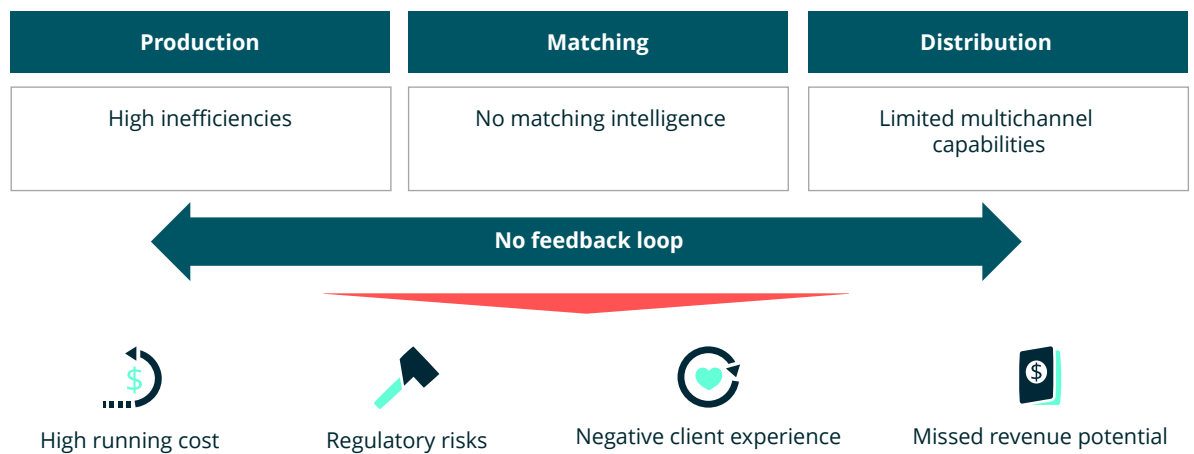 Production
Matching
Distribution
High inefficiencies
No matching intelligence
Limited multichannel
capabilities
No feedback loop
$
$
High running cost
Regulatory risks
Negative client experience
Missed revenue potential